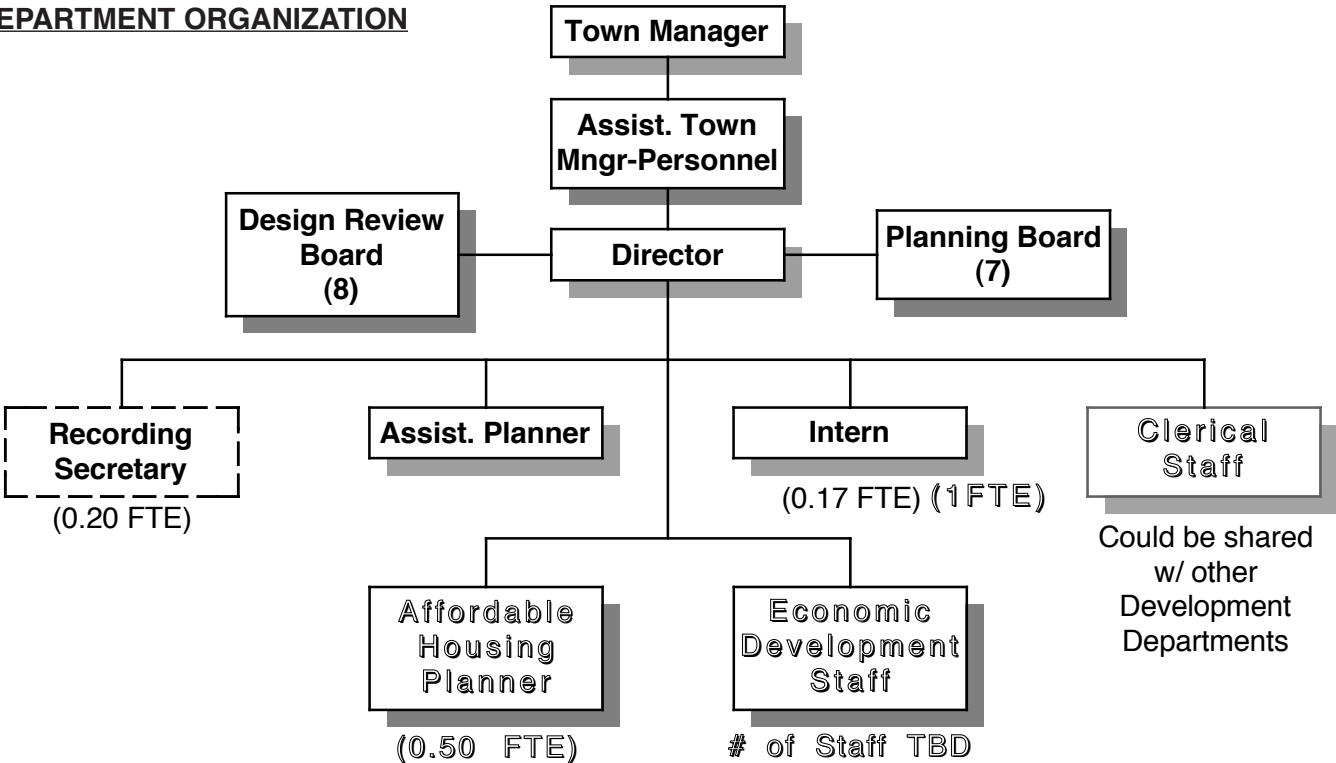 EPARTMENT ORGANIZATION
Town Manager
Assist. Town
Mngr-Personnel
Design Review
Board
(8)
Director
Planning Board
(7)
Recording
Secretary
(0.20 FTE)
Assist. Planner
Intern
(0.17 FTE) (1FTE)
Clerical
Staff
Could be shared
w/ other
Development
Departments
Affordable
Housing
Planner
(0.50 FTE)
Economic
Development
Staff
# of Staff TBD